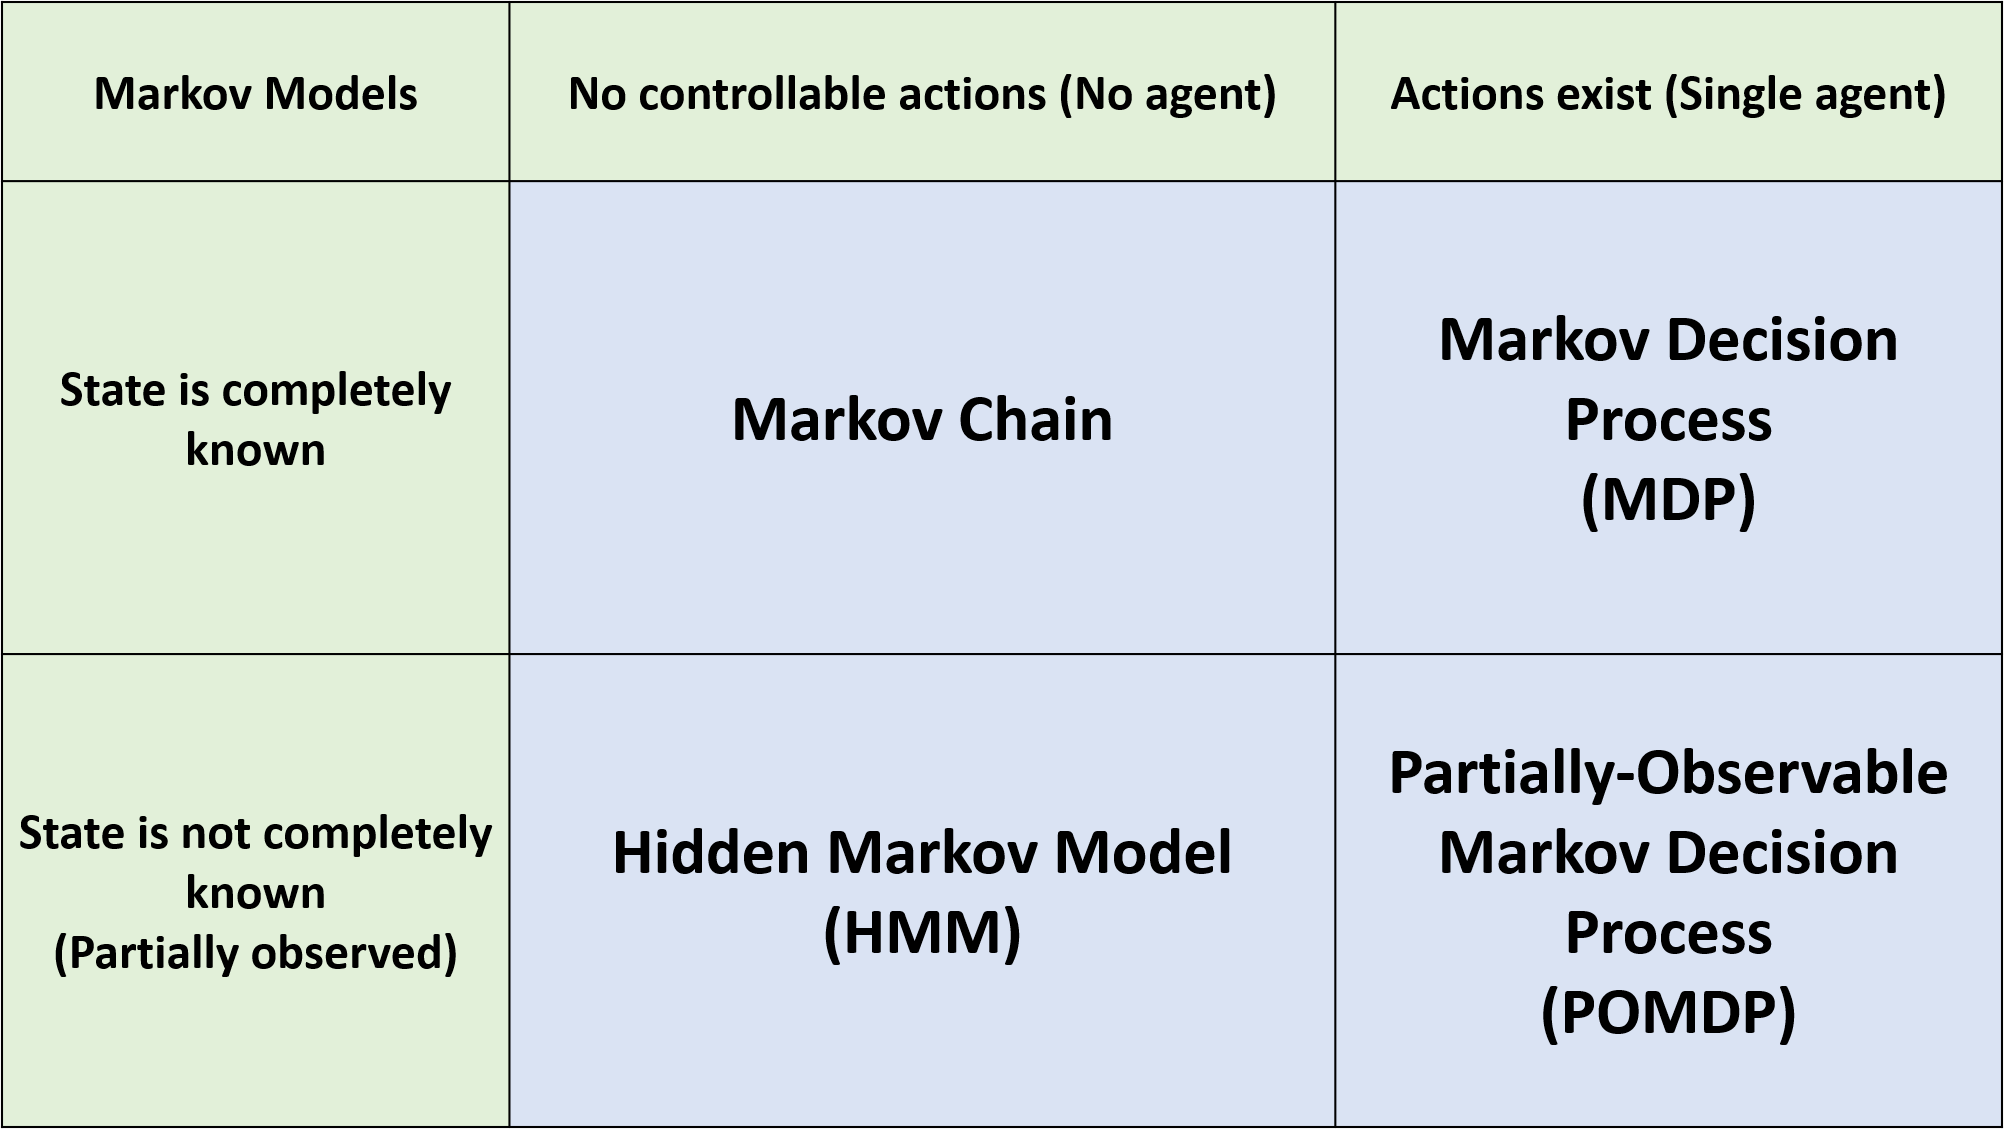 Markov Models
No controllable actions (No agent)
Actions exist (Single agent)
State is completely
known
Markov Chain
Markov Decision
Process
(MDP)
State is not completely
known
(Partially observed)
Hidden Markov Model
(HMM)
Partially-Observable
Markov Decision
Process
(POMDP)